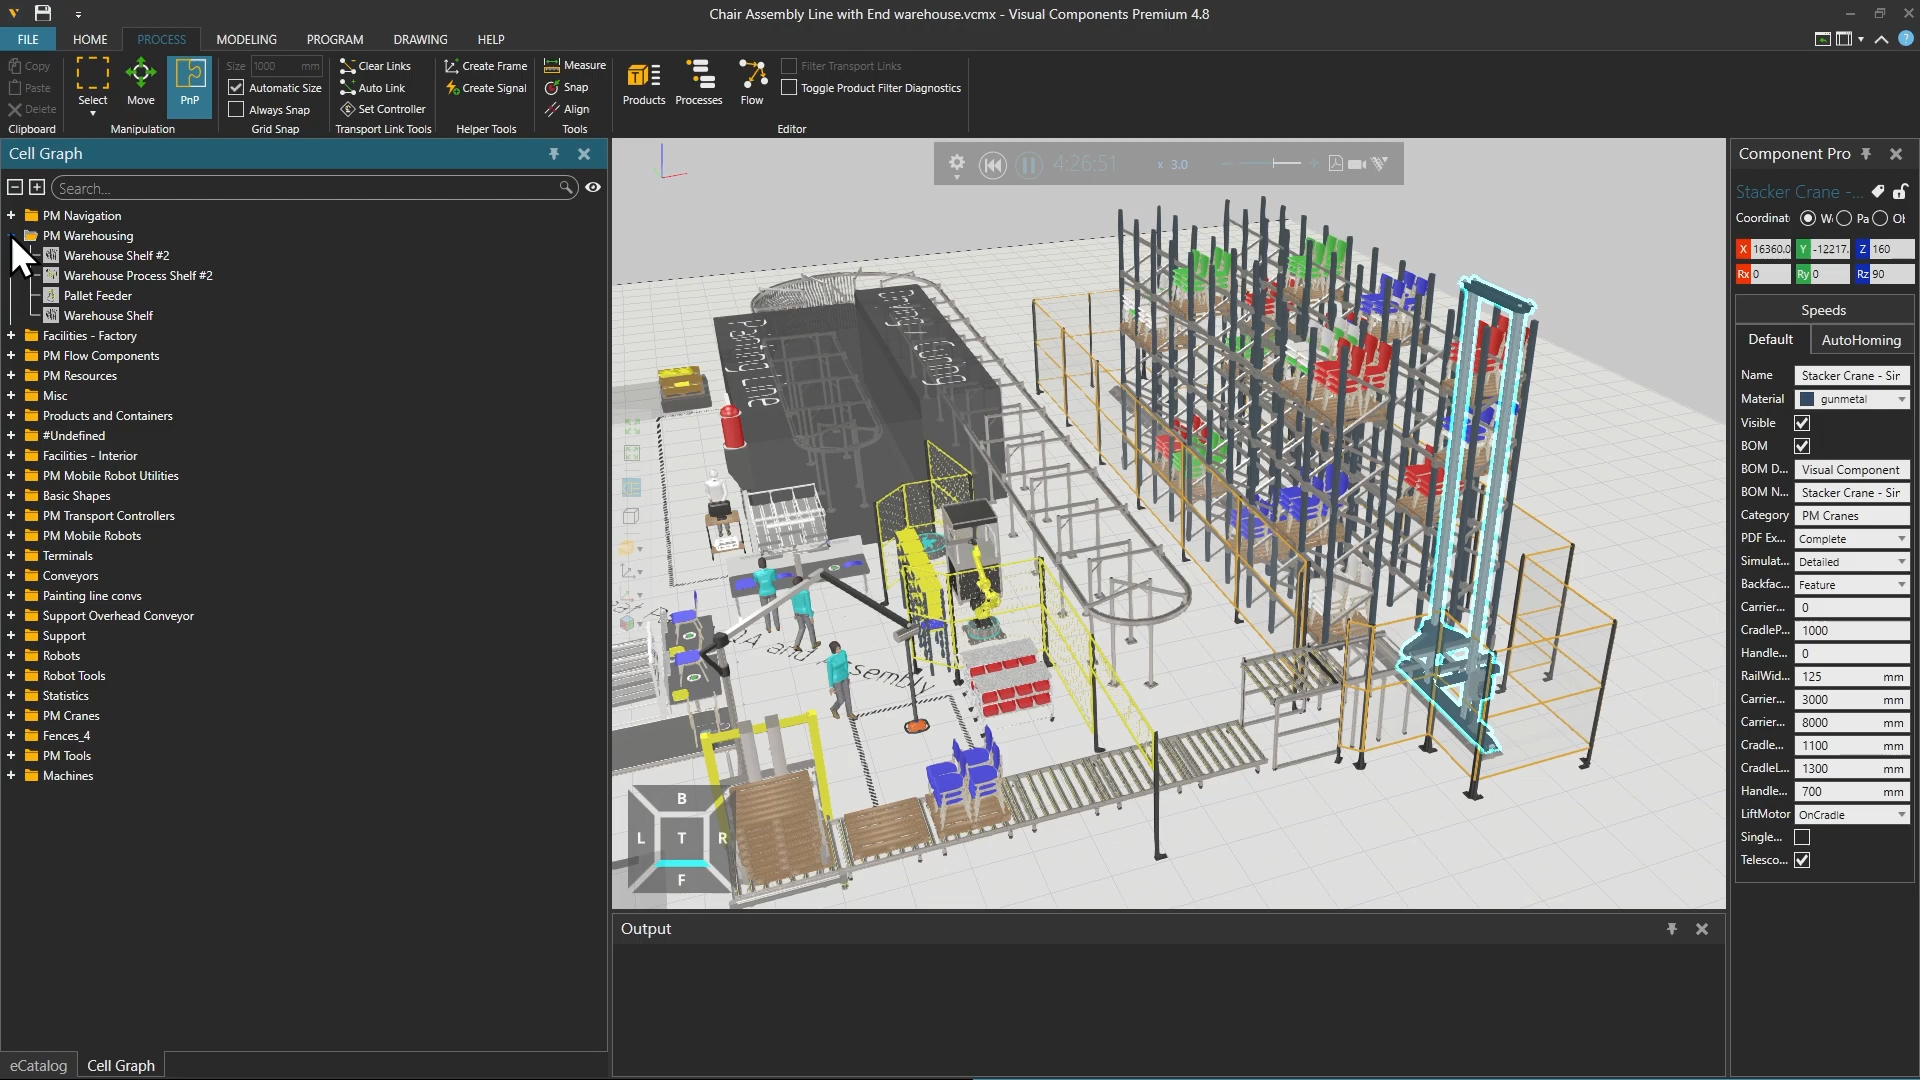 Chair Assembly Line with End warehouse.vcmx - Visual Components Premium 4.8
FILE HOME PROCESS MODELING PROGRAM DRAWING HELP
Copy
Paste
Delete
Clipboard
Select
Move
PnP
Manipulation
Size 1000 mm
Automatic Size
Always Snap
Grid Snap
Clear Links
Auto Link
Set Controller
Transport Link Tools
Create Frame
Create Signal
Helper Tools
Measure
Snap
Align
Tools
Products
Processes
Flow
Filter Transport Links
Toggle Product Filter Diagnostics
Editor
Cell Graph
Search...
PM Navigation
PM Warehousing
Warehouse Shelf #2
Warehouse Process Shelf #2
Pallet Feeder
Warehouse Shelf
Facilities - Factory
PM Flow Components
PM Resources
Misc
Products and Containers
#Undefined
Facilities - Interior
PM Mobile Robot Utilities
Basic Shapes
PM Transport Controllers
PM Mobile Robots
Terminals
Conveyors
Painting line convs
Support Overhead Conveyor
Support
Robots
Robot Tools
Statistics
PM Cranes
Fences_4
PM Tools
Machines
eCatalog
Cell Graph
4:26:51
x 3.0
Painting Line
and
ssembly
B
L T R
F
Output
Component Pro
Stacker Crane -...
Coordinat W Pa Ol
X 16360.0 Y -12217. Z 160
Rx 0 Ry 0 Rz 90
Speeds
Default AutoHoming
Name Stacker Crane - Sir
Material gunmetal
Visible
BOM
BOM D... Visual Component
BOM N... Stacker Crane - Sir
Category PM Cranes
PDF Ex... Complete
Simulat... Detailed
Backfac... Feature
Carrier... 0
CradleP... 1000
Handle... 0
RailWid... 125 mm
Carrier... 3000 mm
Carrier... 8000 mm
Cradle... 1100 mm
CradleL... 1300 mm
Handle... 700 mm
LiftMotor OnCradle
Single...
Telesco...